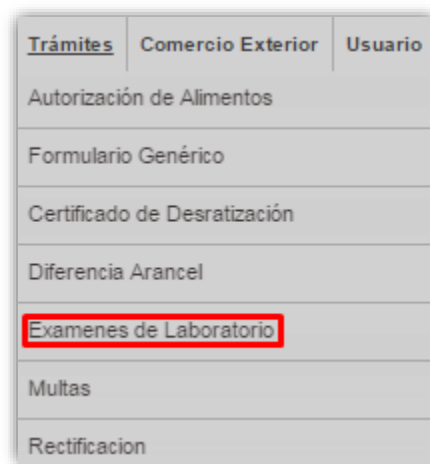 Trámites Comercio Exterior Usuario
Autorización de Alimentos
Formulario Genérico
Certificado de Desratización
Diferencia Arancel
Examenes de Laboratorio
Multas
Rectificacion